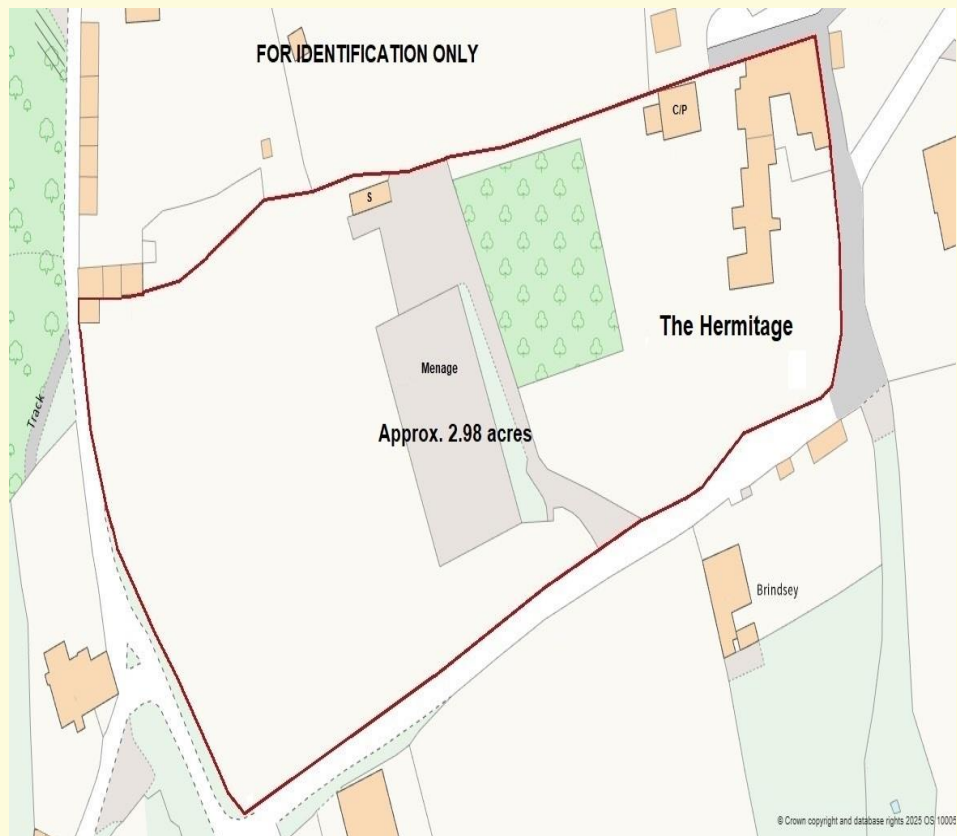 FOR IDENTIFICATION ONLY
C/P
S
The Hermitage
Menage
Track
Approx. 2.98 acres
Brindsey
© Crown copyright and database rights 2025 OS 10005